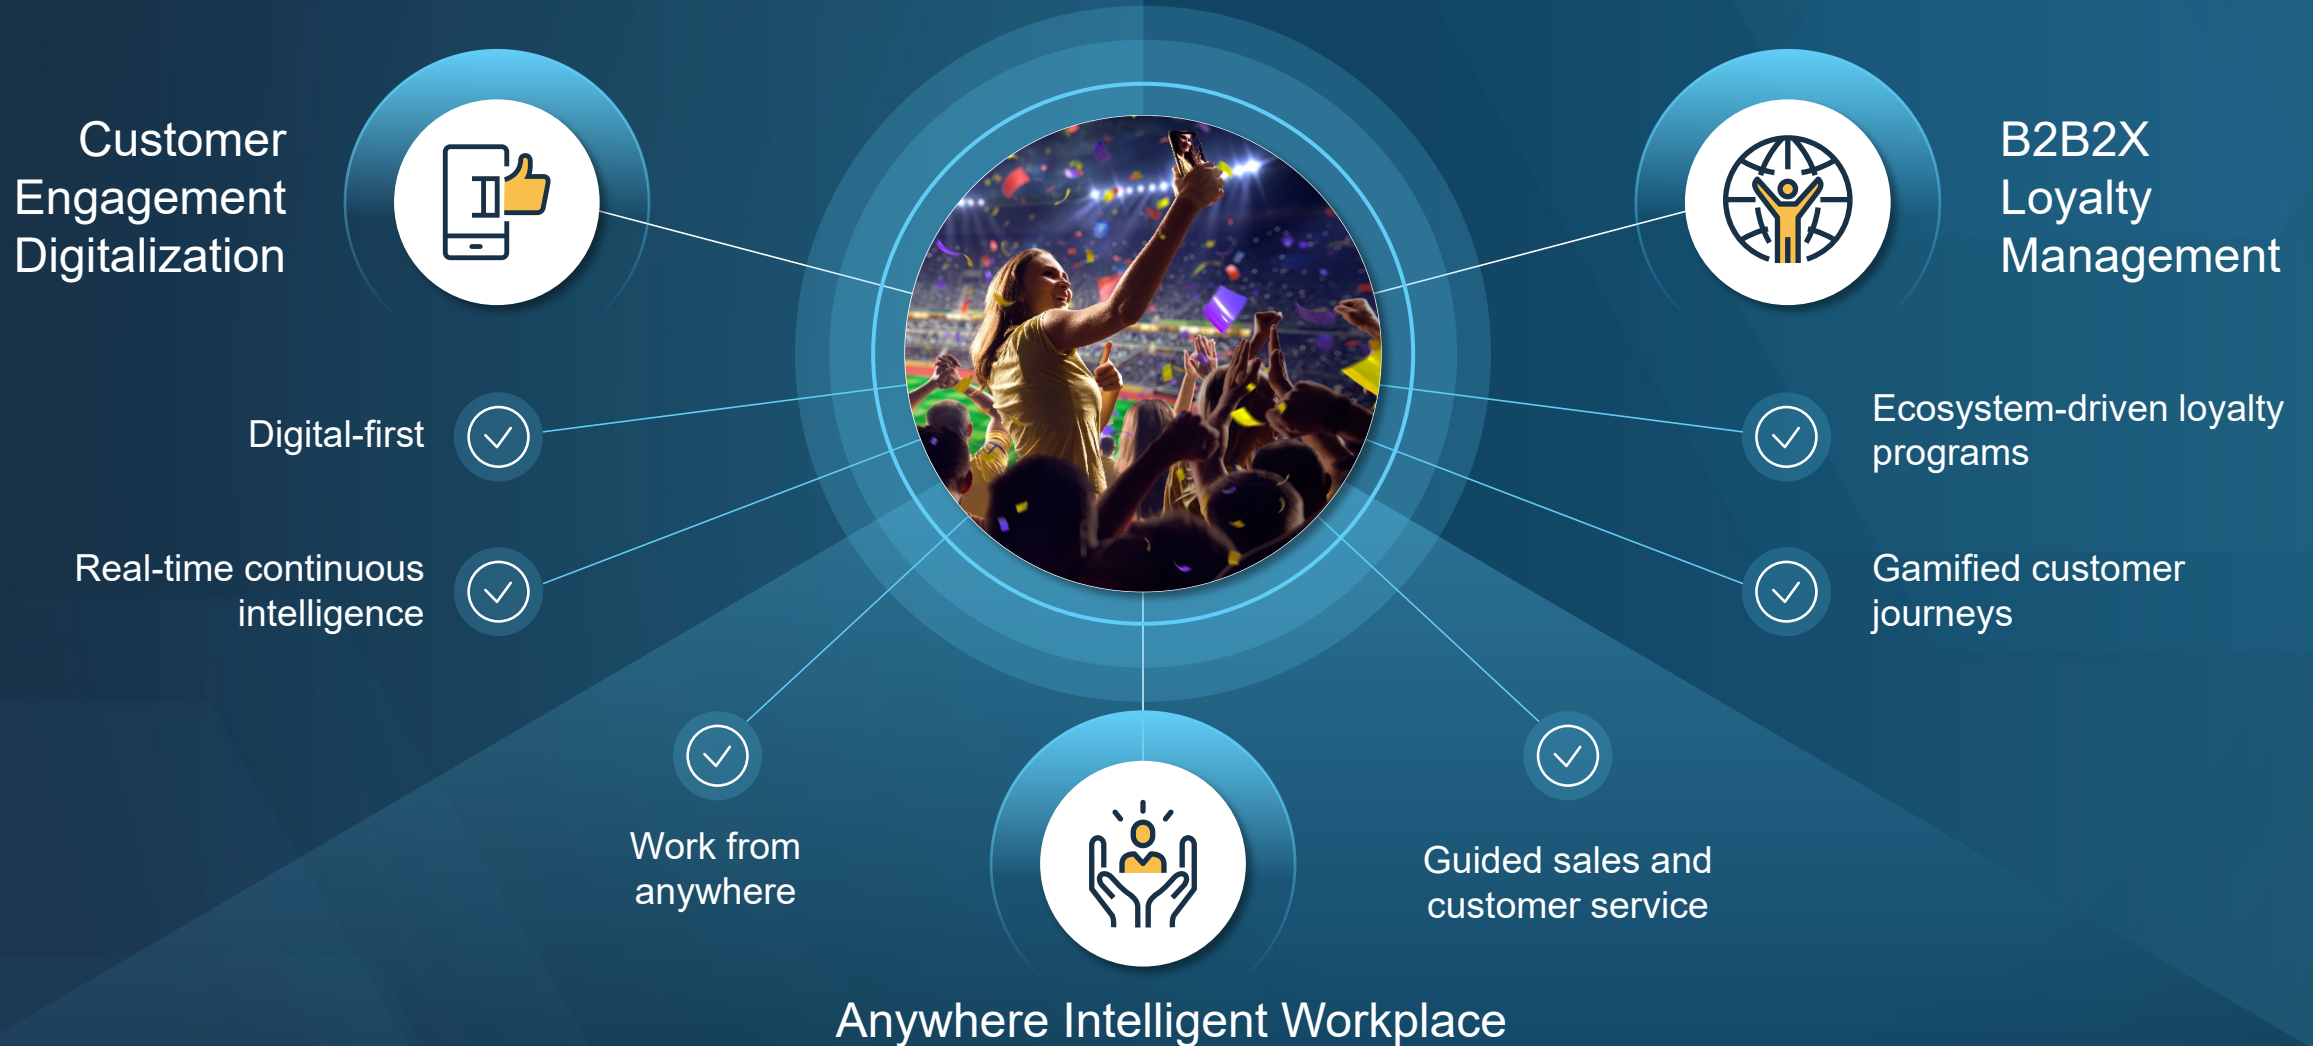 Customer
Engagement
Digitalization
Digital-first
Real-time continuous
intelligence
B2B2X
Loyalty
Management
Ecosystem-driven loyalty
programs
Gamified customer
journeys
Work from
anywhere
Guided sales and
customer service
Anywhere Intelligent Workplace